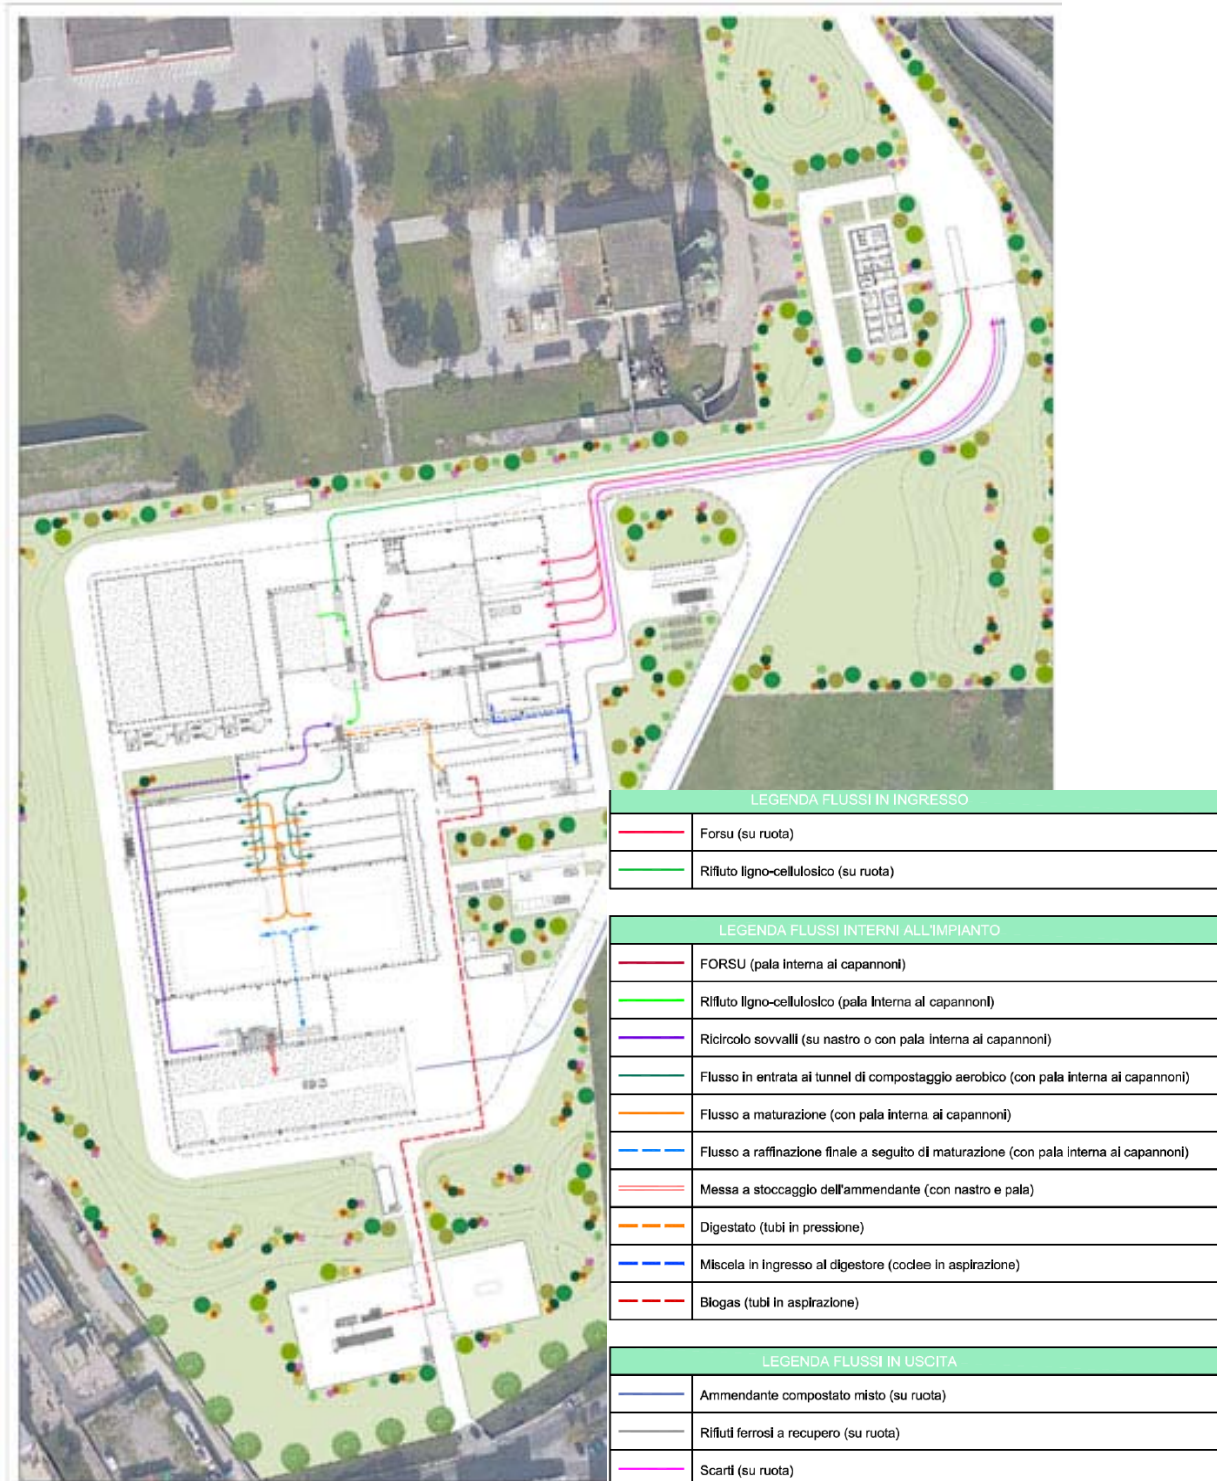 LEGENDA FLUSSI IN INGRESSO
Forsu (su ruota)
Rifiuto ligno-cellulosico (su ruota)
LEGENDA FLUSSI INTERNI ALL'IMPIANTO
FORSU (pala interna ai capannoni)
Rifiuto ligno-cellulosico (pala interna ai capannoni)
Ricircolo sovvalli (su nastro o con pala interna ai capannoni)
Flusso in entrata ai tunnel di compostaggio aerobico (con pala interna ai capannoni)
Flusso a maturazione (con pala interna ai capannoni)
Flusso a raffinazione finale a seguito di maturazione (con pala interna ai capannoni)
Messa a stoccaggio dell'ammendante (con nastro e pala)
Digestato (tubi in pressione)
Miscela in ingresso al digestore (coclee in aspirazione)
Biogas (tubi in aspirazione)
LEGENDA FLUSSI IN USCITA
Ammendante compostato misto (su ruota)
Rifiuti ferrosi a recupero (su ruota)
Scarti (su ruota)